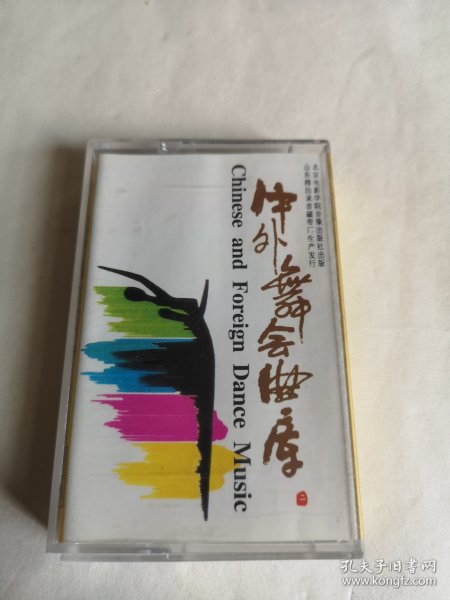 中外舞会曲库
Chinese and Foreign Dance Music
二
北京电影学院音像出版社出版
山东潍坊录音磁带厂生产发行
孔夫子旧书网
www.kongfz.com